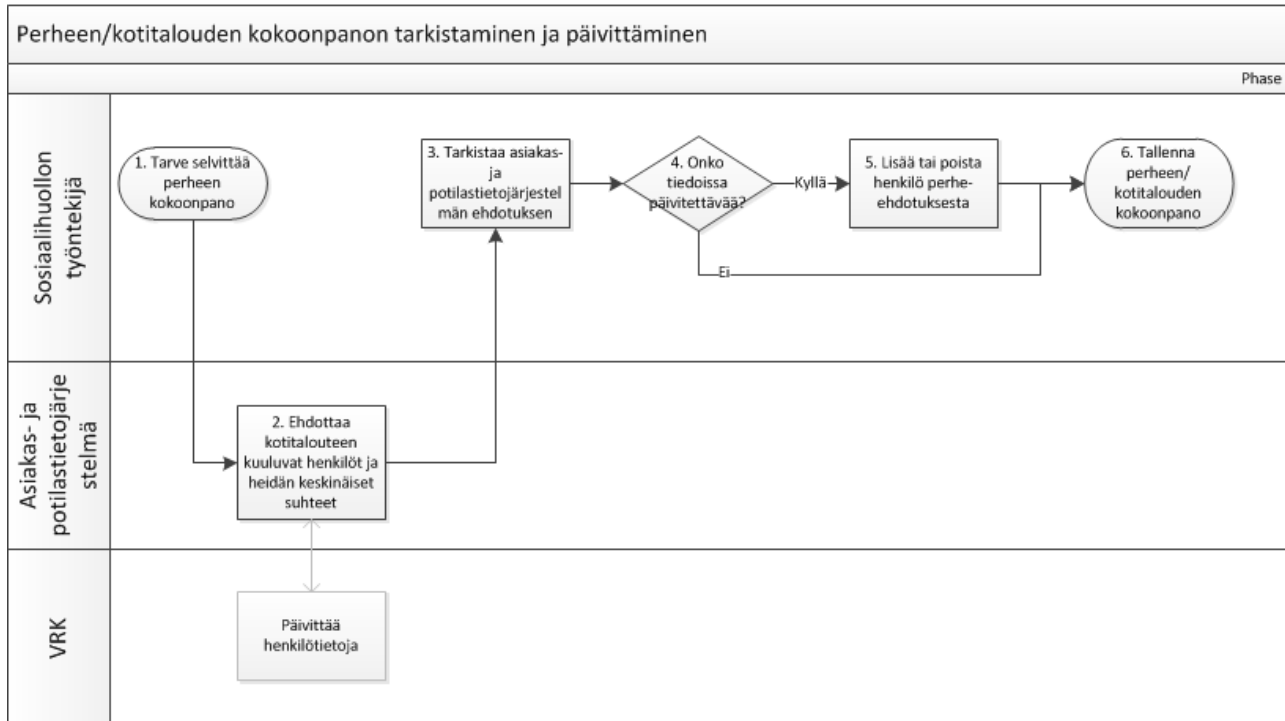 Perheen/kotitalouden kokoonpanon tarkistaminen ja päivittäminen
Phase
Sosiaalihuollon
työntekijä
1. Tarve selvittää
perheen
kokoonpano
3. Tarkistaa asiakas-
ja
potilastietojärjestel
män ehdotuksen
4. Onko
tiedoissa
päivitettävää?
Kyllä
Ei
5. Lisää tai poista
henkilö perhe-
ehdotuksesta
6. Tallenna
perheen/
kotitalouden
kokoonpano
Asiakas- ja
potilastietojärje
stelmä
2. Ehdottaa
kotitalouteen
kuuluvat henkilöt ja
heidän keskinäiset
suhteet
VRK
Päivittää
henkilötietoja